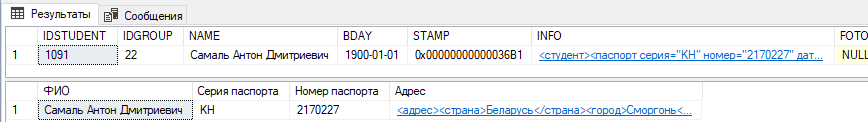 Результаты Сообщения
IDSTUDENT IDGROUP NAME BDAY STAMP INFO FOTO
1 1091 22 Самаль Антон Дмитриевич 1900-01-01 0x00000000000036B1 <студент><паспорт серия="КН" номер="2170227" дат... NULL
ФИО Серия паспорта Номер паспорта Адрес
1 Самаль Антон Дмитриевич КН 2170227 <адрес><страна>Беларусь</страна><город>Сморгонь<...